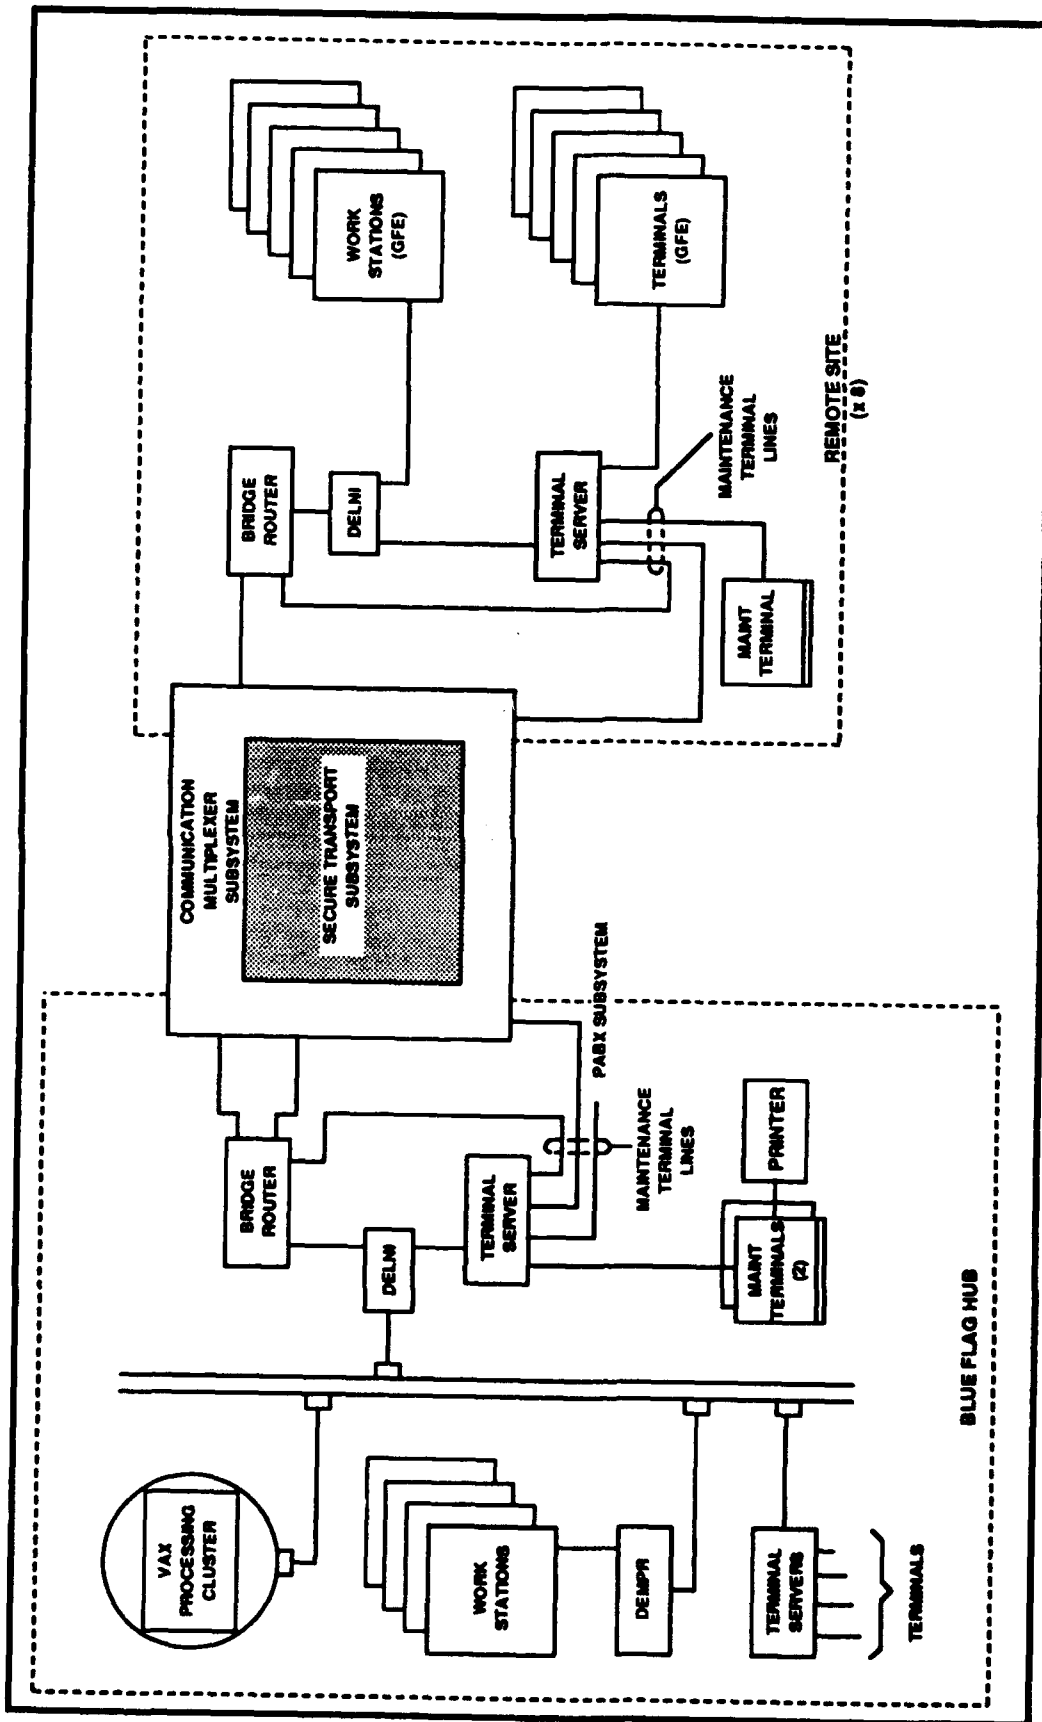 VAX
PROCESSING
CLUSTER
WORK
STATIONS
DEMPR
TERMINAL
SERVERS
TERMINALS
BLUE FLAG HUB
BRIDGE
ROUTER
DELNI
TERMINAL
SERVER
MAINT
TERMINALS
(2)
PRINTER
MAINTENANCE
TERMINAL
LINES
PABX SUBSYSTEM
COMMUNICATION
MULTIPLEXER
SUBSYSTEM
SECURE TRANSPORT
SUBSYSTEM
BRIDGE
ROUTER
DELNI
TERMINAL
SERVER
MAINT
TERMINAL
MAINTENANCE
TERMINAL
LINES
WORK
STATIONS
(GFE)
TERMINALS
(GFE)
REMOTE SITE
(x 8)